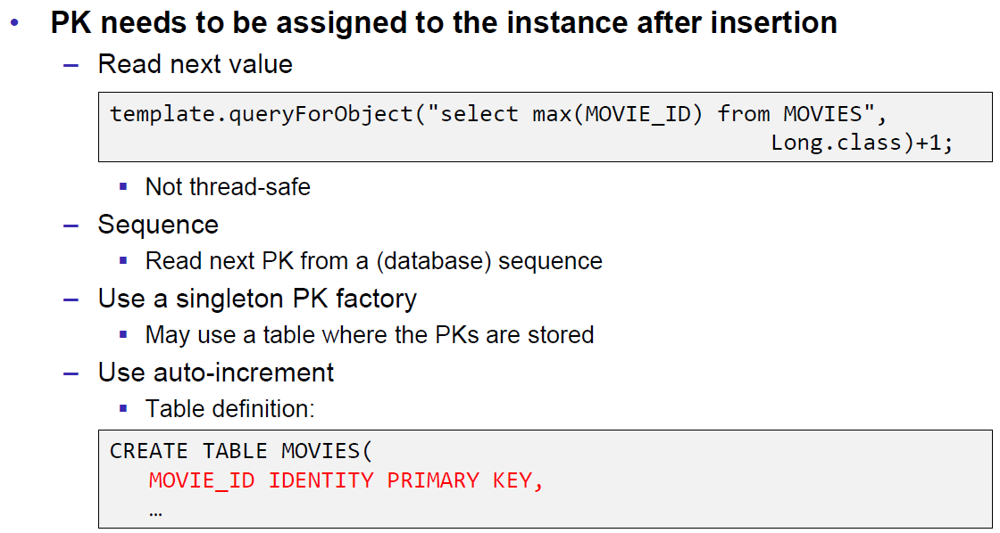 • PK needs to be assigned to the instance after insertion
– Read next value
template.queryForObject("select max(MOVIE_ID) from MOVIES",
Long.class)+1;
▪ Not thread-safe
– Sequence
▪ Read next PK from a (database) sequence
– Use a singleton PK factory
▪ May use a table where the PKs are stored
– Use auto-increment
▪ Table definition:
CREATE TABLE MOVIES(
MOVIE_ID IDENTITY PRIMARY KEY,
…